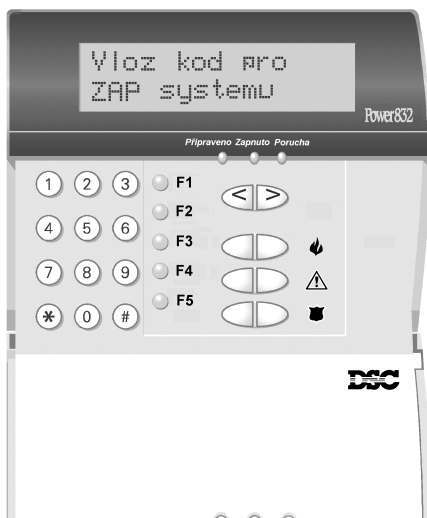 Vloz kod pro
ZAP systemu
Power832
Připraveno Zapnuto Porucha
1 2 3 F1
F2
4 5 6
F3
7 8 9 F4
F5
* 0 #
< >
DSC